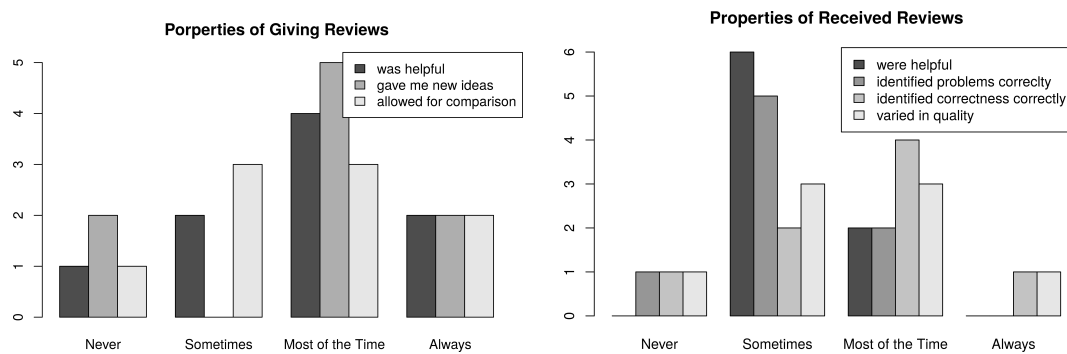 Porperties of Giving Reviews
5
4
3
2
1
0
was helpful
gave me new ideas
allowed for comparison
Never Sometimes Most of the Time Always
Properties of Received Reviews
6
5
4
3
2
1
0
were helpful
identified problems correclty
identified correctness correctly
varied in quality
Never Sometimes Most of the Time Always